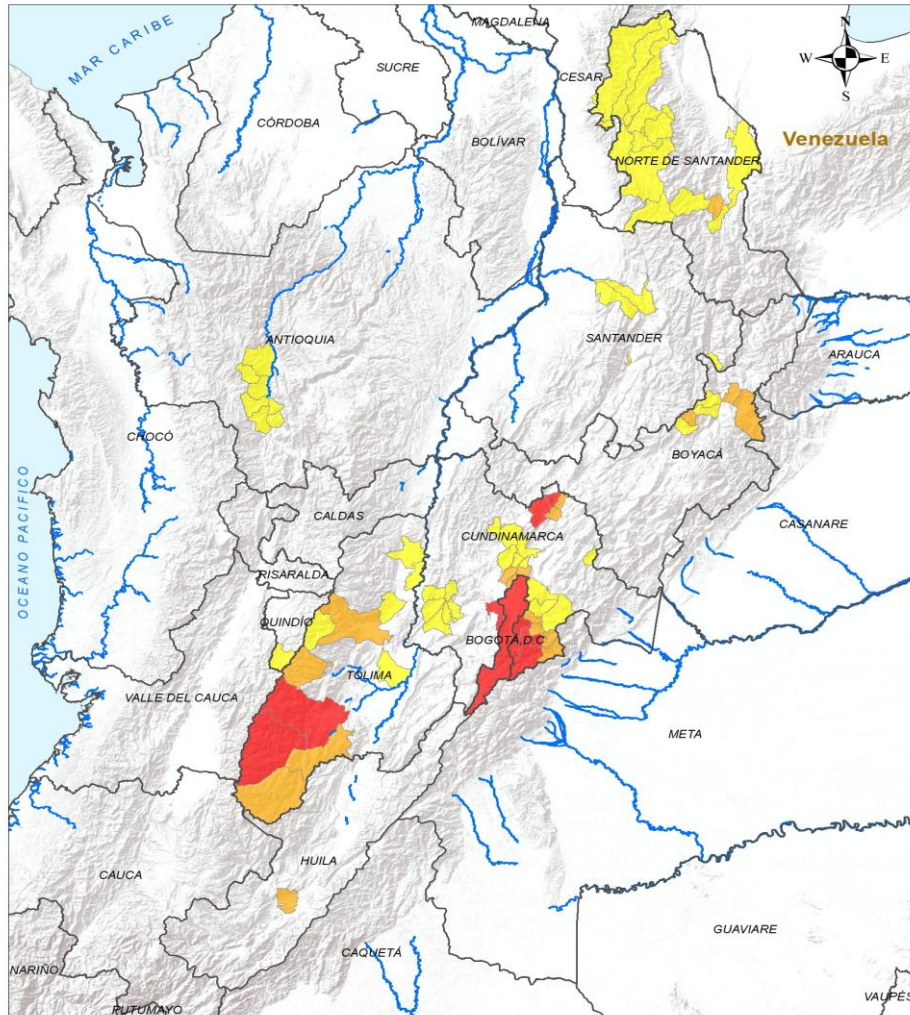 MAGDALENA
MAR CARIBE
N
W E
S
SUCRE
CESAR
CÓRDOBA
BOLÍVAR
Venezuela
NORTE DE SANTANDER
ANTIOQUIA
SANTANDER
ARAUCA
CHOCÓ
BOYACÁ
OCEANO PACIFICO
CALDAS
CUNDINAMARCA
CASANARE
RISARALDA
QUINDÍO
BOGOTÁ,D.C
TOLIMA
VALLE DEL CAUCA
META
HUILA
CAUCA
GUAVIARE
CAQUETÁ
NARIÑO
PUTUMAYO
VAUPÉS